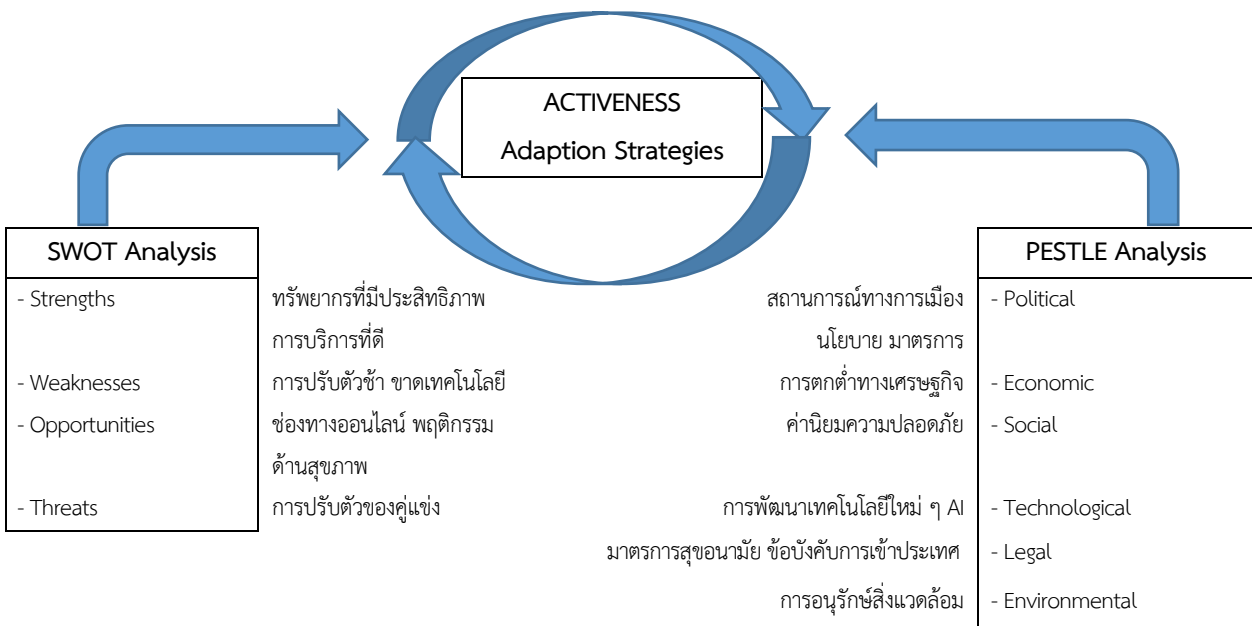 ACTIVENESS
Adaption Strategies
SWOT Analysis
- Strengths ทรัพยากรที่มีประสิทธิภาพ
การบริการที่ดี
- Weaknesses การปรับตัวช้า ขาดเทคโนโลยี
- Opportunities ช่องทางออนไลน์ พฤติกรรม
ด้านสุขภาพ
- Threats การปรับตัวของคู่แข่ง
PESTLE Analysis
สถานการณ์ทางการเมือง - Political
นโยบาย มาตรการ
การตกต่ำทางเศรษฐกิจ - Economic
ค่านิยมความปลอดภัย - Social
การพัฒนาเทคโนโลยีใหม่ ๆ AI - Technological
มาตรการสุขอนามัย ข้อบังคับการเข้าประเทศ - Legal
การอนุรักษ์สิ่งแวดล้อม - Environmental